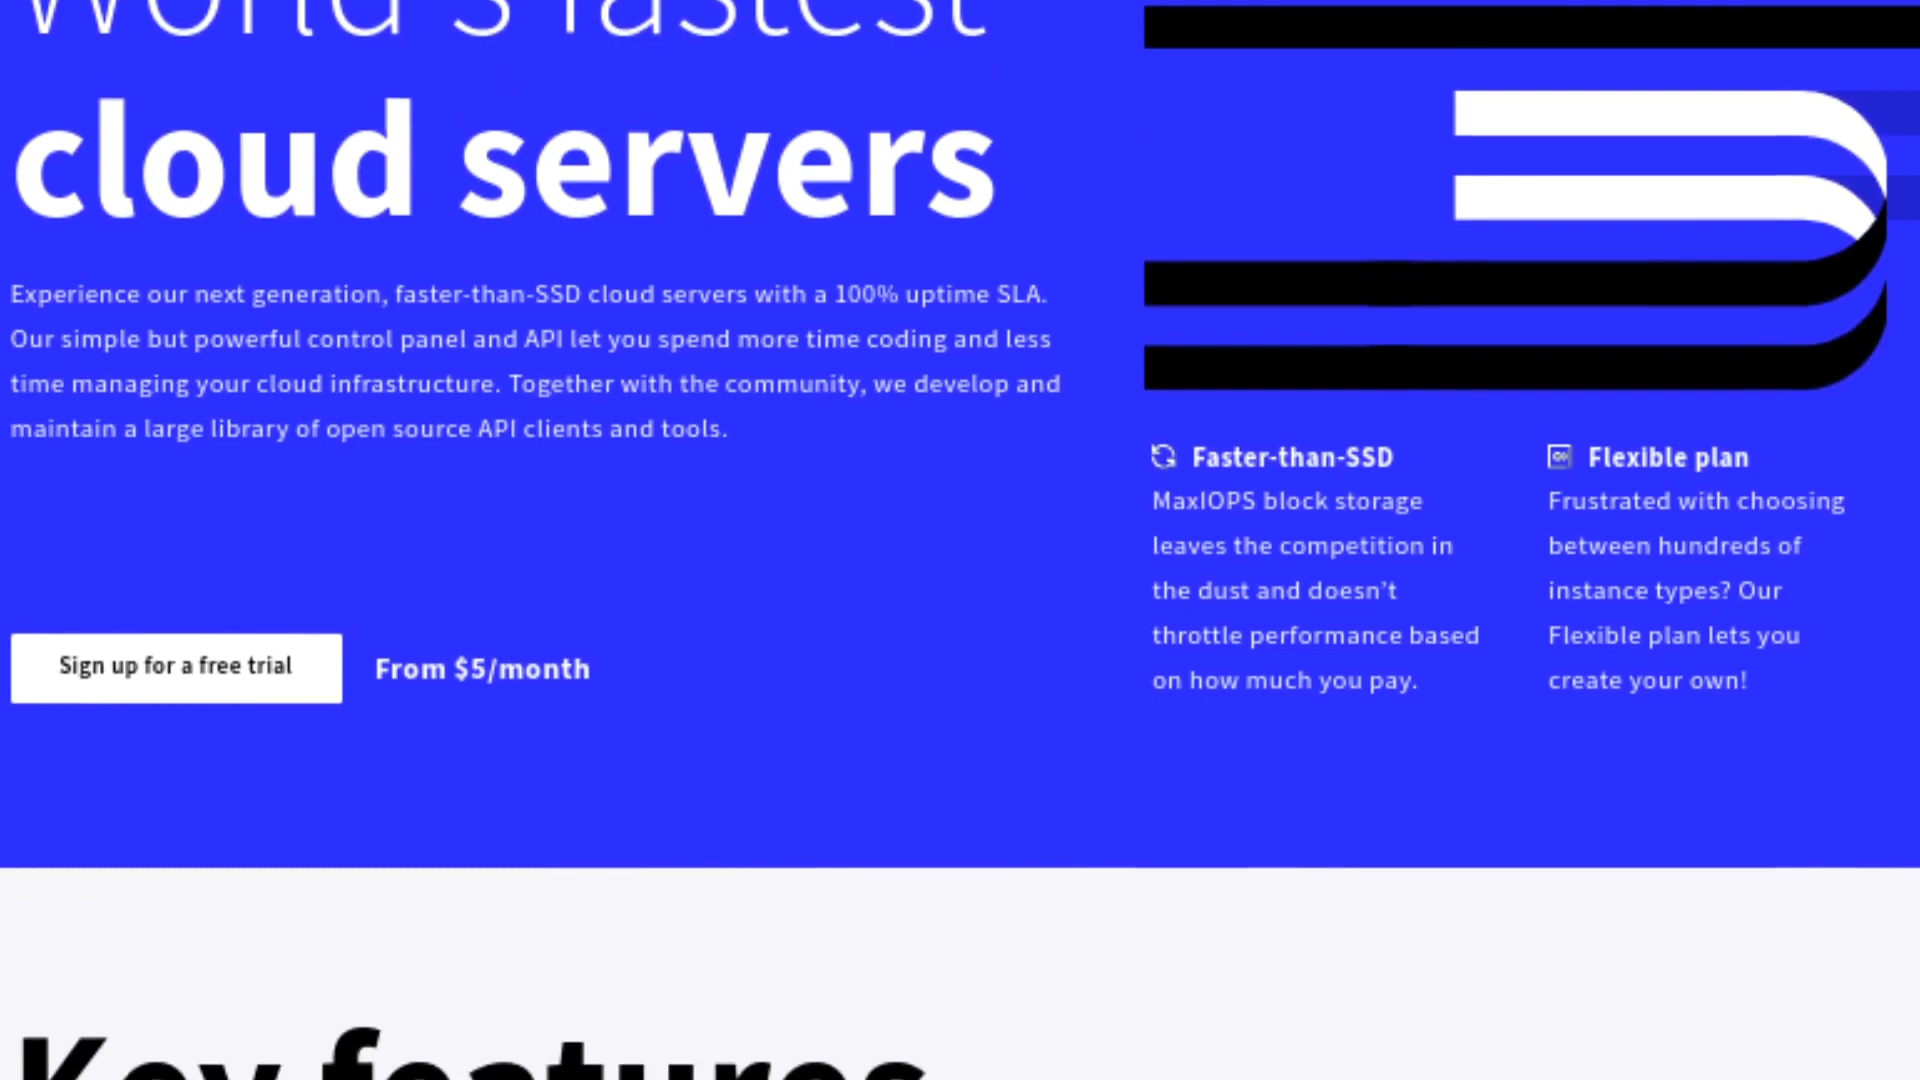 World's fastest
cloud servers
Experience our next generation, faster-than-SSD cloud servers with a 100% uptime SLA.
Our simple but powerful control panel and API let you spend more time coding and less
time managing your cloud infrastructure. Together with the community, we develop and
maintain a large library of open source API clients and tools.
Sign up for a free trial
From $5/month
Faster-than-SSD
MaxIOPS block storage
leaves the competition in
the dust and doesn't
throttle performance based
on how much you pay.
Flexible plan
Frustrated with choosing
between hundreds of
instance types? Our
Flexible plan lets you
create your own!
Key features